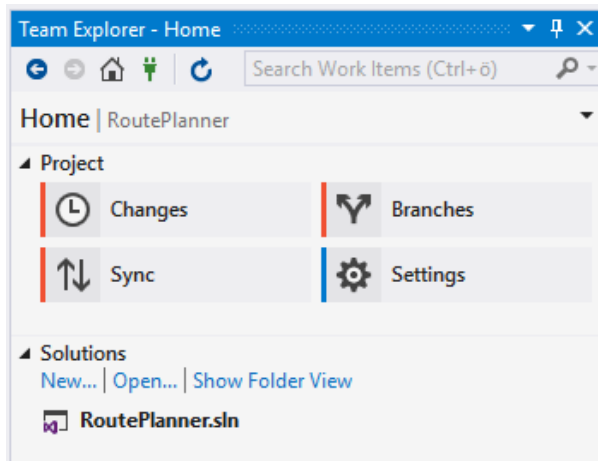 Team Explorer - Home
Search Work Items (Ctrl+ö)
Home | RoutePlanner
Project
Changes
Branches
Sync
Settings
Solutions
New... | Open... | Show Folder View
RoutePlanner.sln